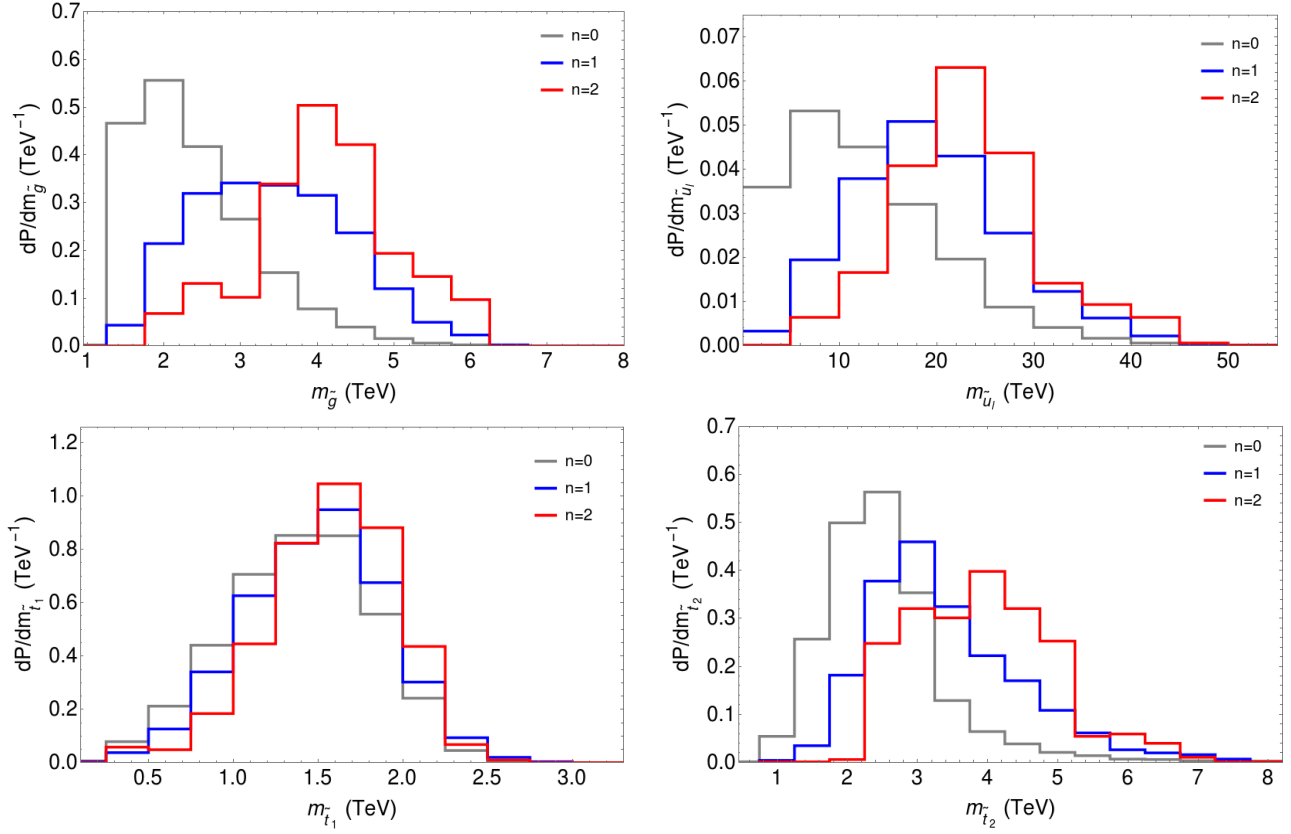 0.7
0.6
0.5
0.4
0.3
0.2
0.1
0.0
dP/dm_g̃ (TeV⁻¹)
n=0
n=1
n=2
1 2 3 4 5 6 7 8
m_g̃ (TeV)
0.07
0.06
0.05
0.04
0.03
0.02
0.01
0.00
dP/dm_ũ_l (TeV⁻¹)
n=0
n=1
n=2
10 20 30 40 50
m_ũ_l (TeV)
1.2
1.0
0.8
0.6
0.4
0.2
0.0
dP/dm_t̃_1 (TeV⁻¹)
n=0
n=1
n=2
0.5 1.0 1.5 2.0 2.5 3.0
m_t̃_1 (TeV)
0.7
0.6
0.5
0.4
0.3
0.2
0.1
0.0
dP/dm_t̃_2 (TeV⁻¹)
n=0
n=1
n=2
1 2 3 4 5 6 7 8
m_t̃_2 (TeV)